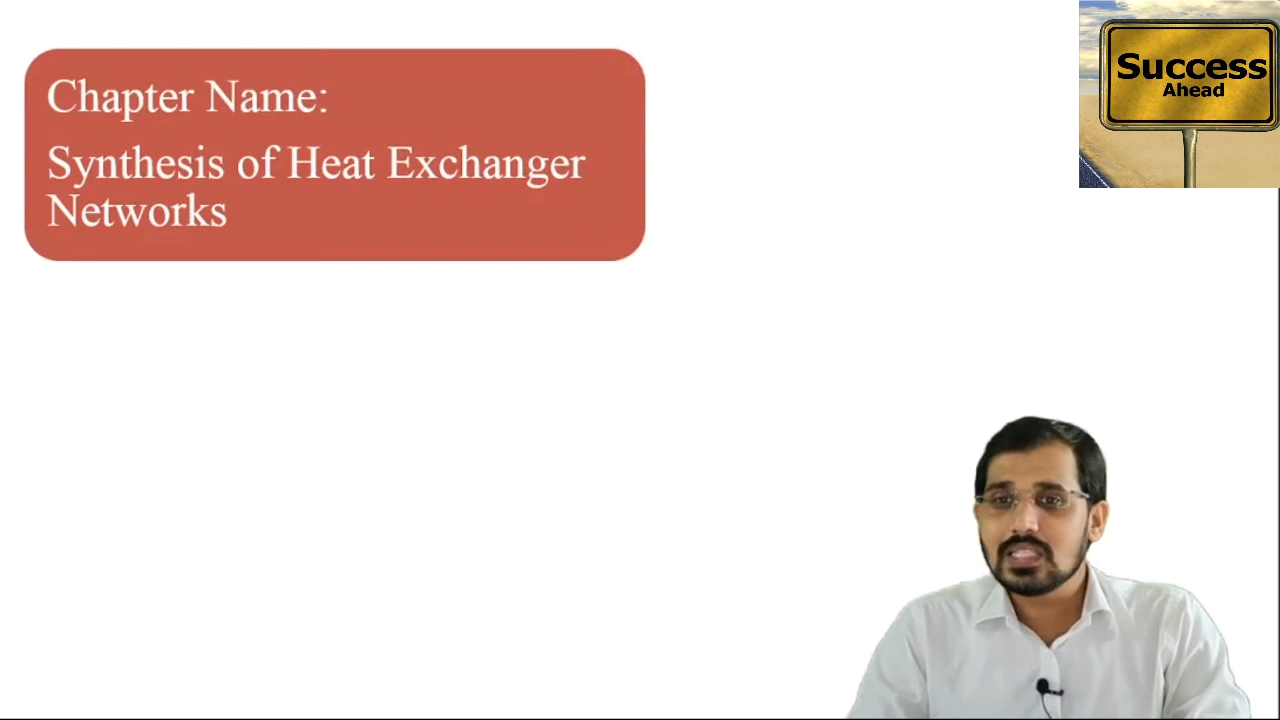 Chapter Name:
Synthesis of Heat Exchanger
Networks
Success
Ahead